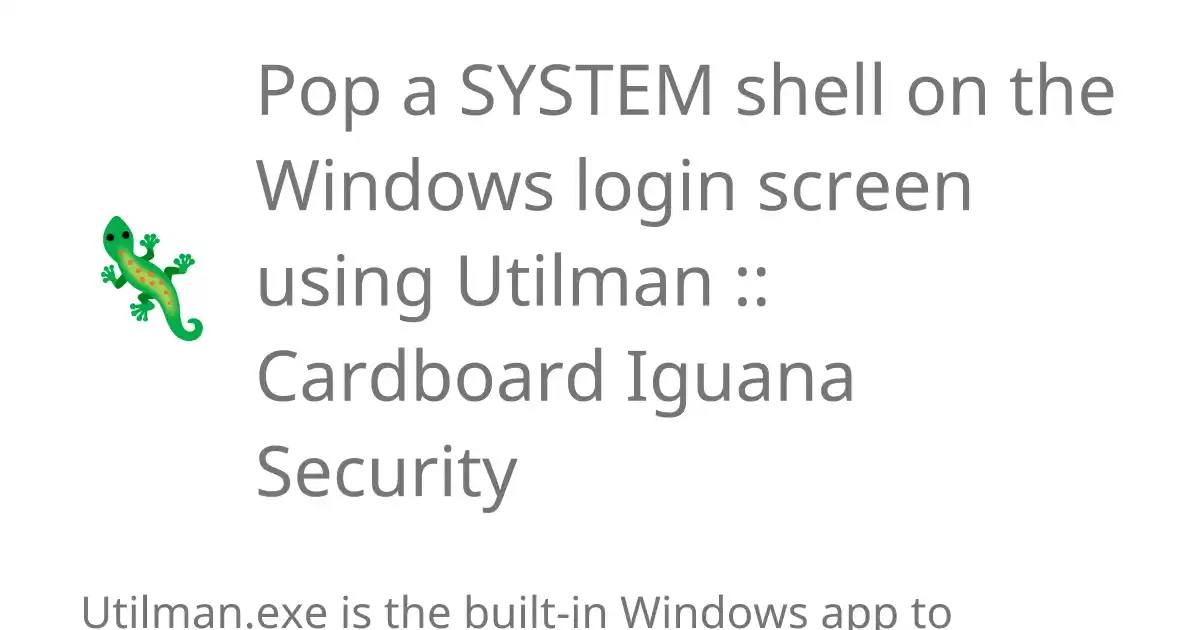 Pop a SYSTEM shell on the
Windows login screen
using Utilman ::
Cardboard Iguana
Security
Utilman.exe is the built-in Windows app to